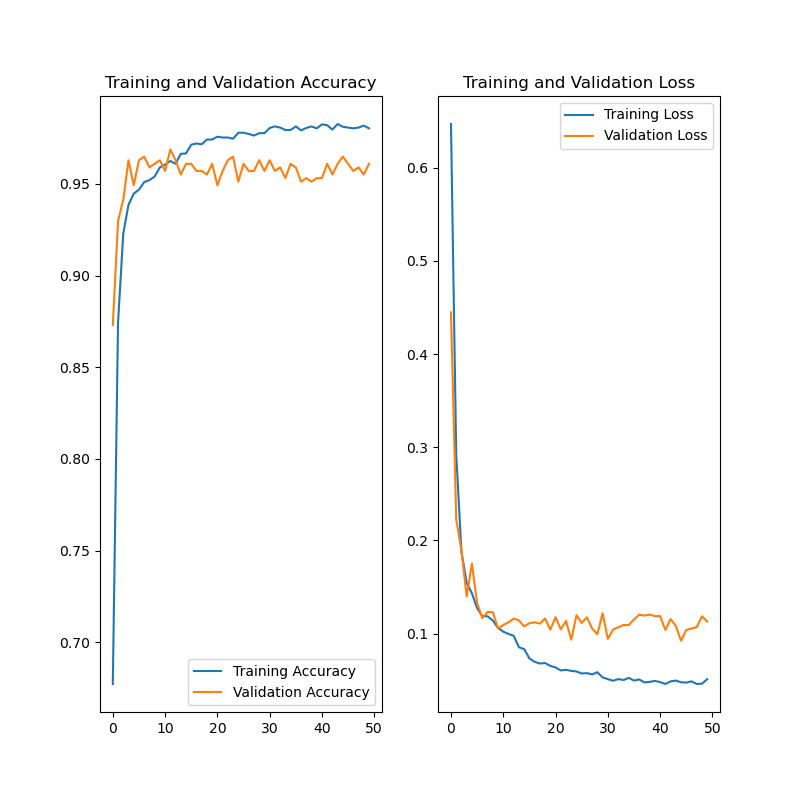 Training and Validation Accuracy
0.95
0.90
0.85
0.80
0.75
0.70
Training Accuracy
Validation Accuracy
0 10 20 30 40 50
Training and Validation Loss
Training Loss
Validation Loss
0.6
0.5
0.4
0.3
0.2
0.1
0 10 20 30 40 50